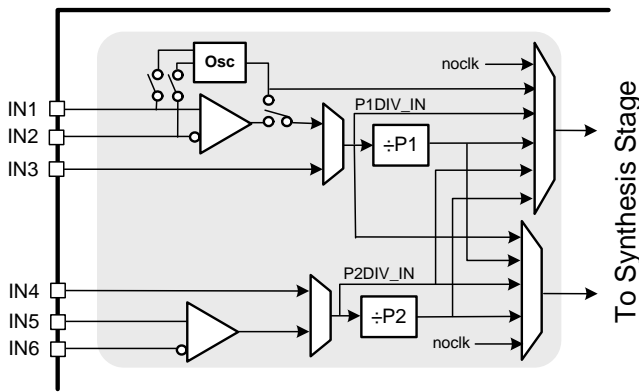 Osc
noclk
IN1
P1DIV_IN
IN2
÷P1
IN3
To Synthesis Stage
IN4
P2DIV_IN
IN5
÷P2
IN6
noclk